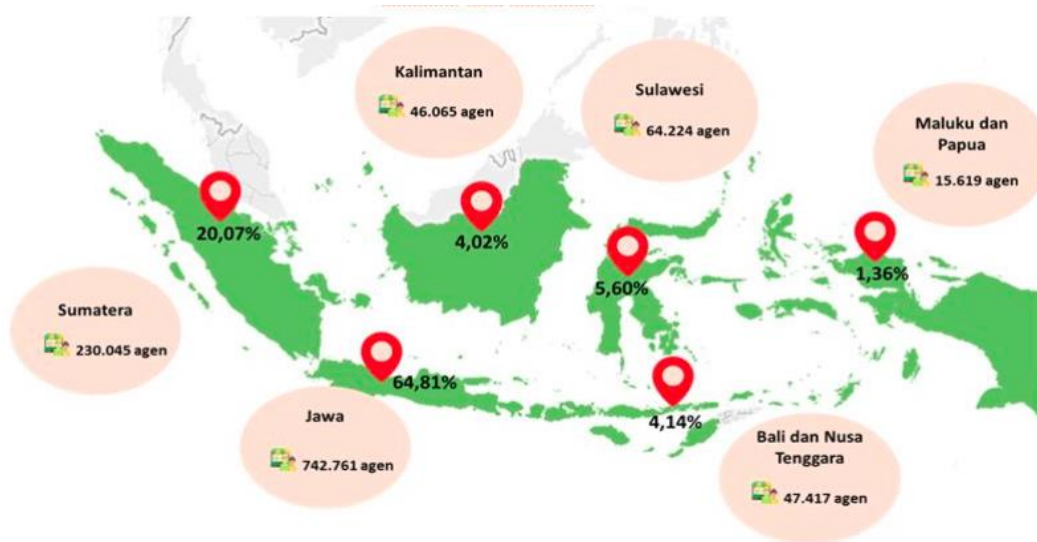 Kalimantan
46.065 agen
Sulawesi
64.224 agen
Maluku dan
Papua
15.619 agen
20,07%
4,02%
5,60%
1,36%
Sumatera
230.045 agen
64,81%
4,14%
Jawa
742.761 agen
Bali dan Nusa
Tenggara
47.417 agen